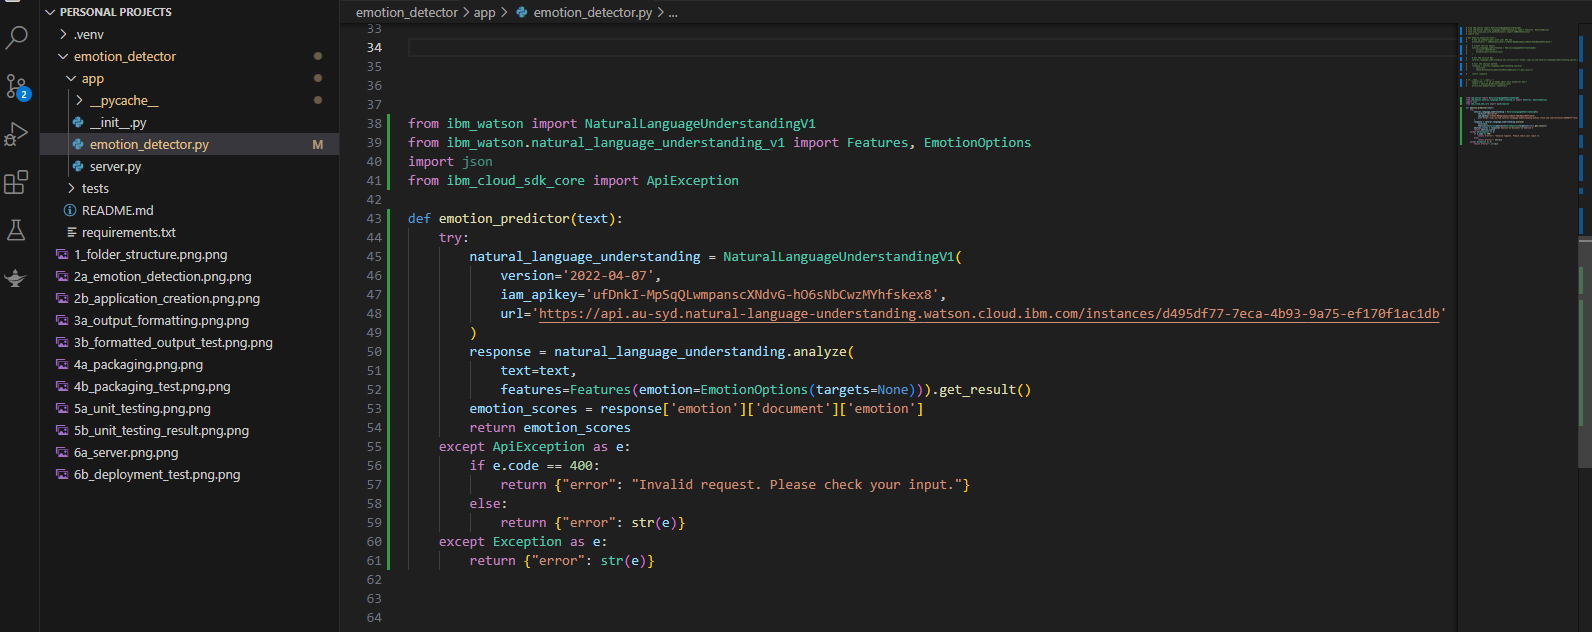 PERSONAL PROJECTS
.venv
emotion_detector
app
__pycache__
__init__.py
emotion_detector.py M
server.py
tests
README.md
requirements.txt
1_folder_structure.png.png
2a_emotion_detection.png.png
2b_application_creation.png.png
3a_output_formatting.png.png
3b_formatted_output_test.png.png
4a_packaging.png.png
4b_packaging_test.png.png
5a_unit_testing.png.png
5b_unit_testing_result.png.png
6a_server.png.png
6b_deployment_test.png.png
2
emotion_detector > app > emotion_detector.py > ...
33
34
35
36
37
38 from ibm_watson import NaturalLanguageUnderstandingV1
39 from ibm_watson.natural_language_understanding_v1 import Features, EmotionOptions
40 import json
41 from ibm_cloud_sdk_core import ApiException
42
43 def emotion_predictor(text):
44 try:
45 natural_language_understanding = NaturalLanguageUnderstandingV1(
46 version='2022-04-07',
47 iam_apikey='ufDnkI-MpSqQLwmpanscXNdvG-hO6sNbCwzMYhfskex8',
48 url='https://api.au-syd.natural-language-understanding.watson.cloud.ibm.com/instances/d495df77-7eca-4b93-9a75-ef170f1ac1db'
49 )
50 response = natural_language_understanding.analyze(
51 text=text,
52 features=Features(emotion=EmotionOptions(targets=None))).get_result()
53 emotion_scores = response['emotion']['document']['emotion']
54 return emotion_scores
55 except ApiException as e:
56 if e.code == 400:
57 return {"error": "Invalid request. Please check your input."}
58 else:
59 return {"error": str(e)}
60 except Exception as e:
61 return {"error": str(e)}
62
63
64